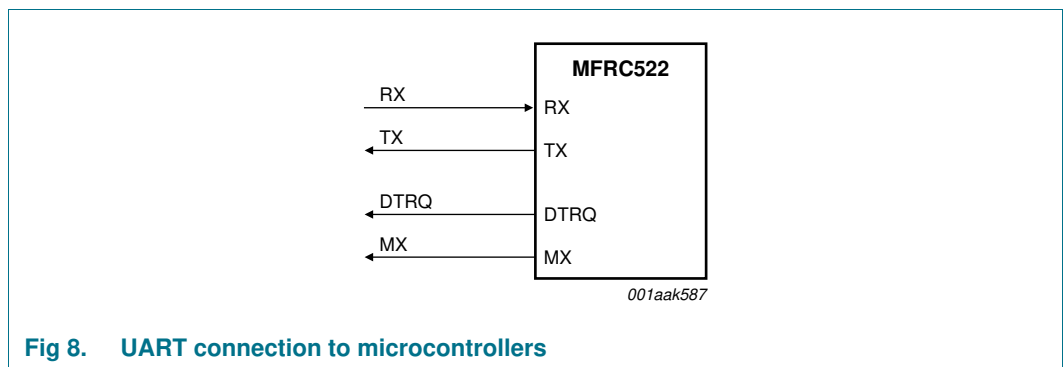 MFRC522
RX RX
TX TX
DTRQ DTRQ
MX MX
001aak587
Fig 8. UART connection to microcontrollers